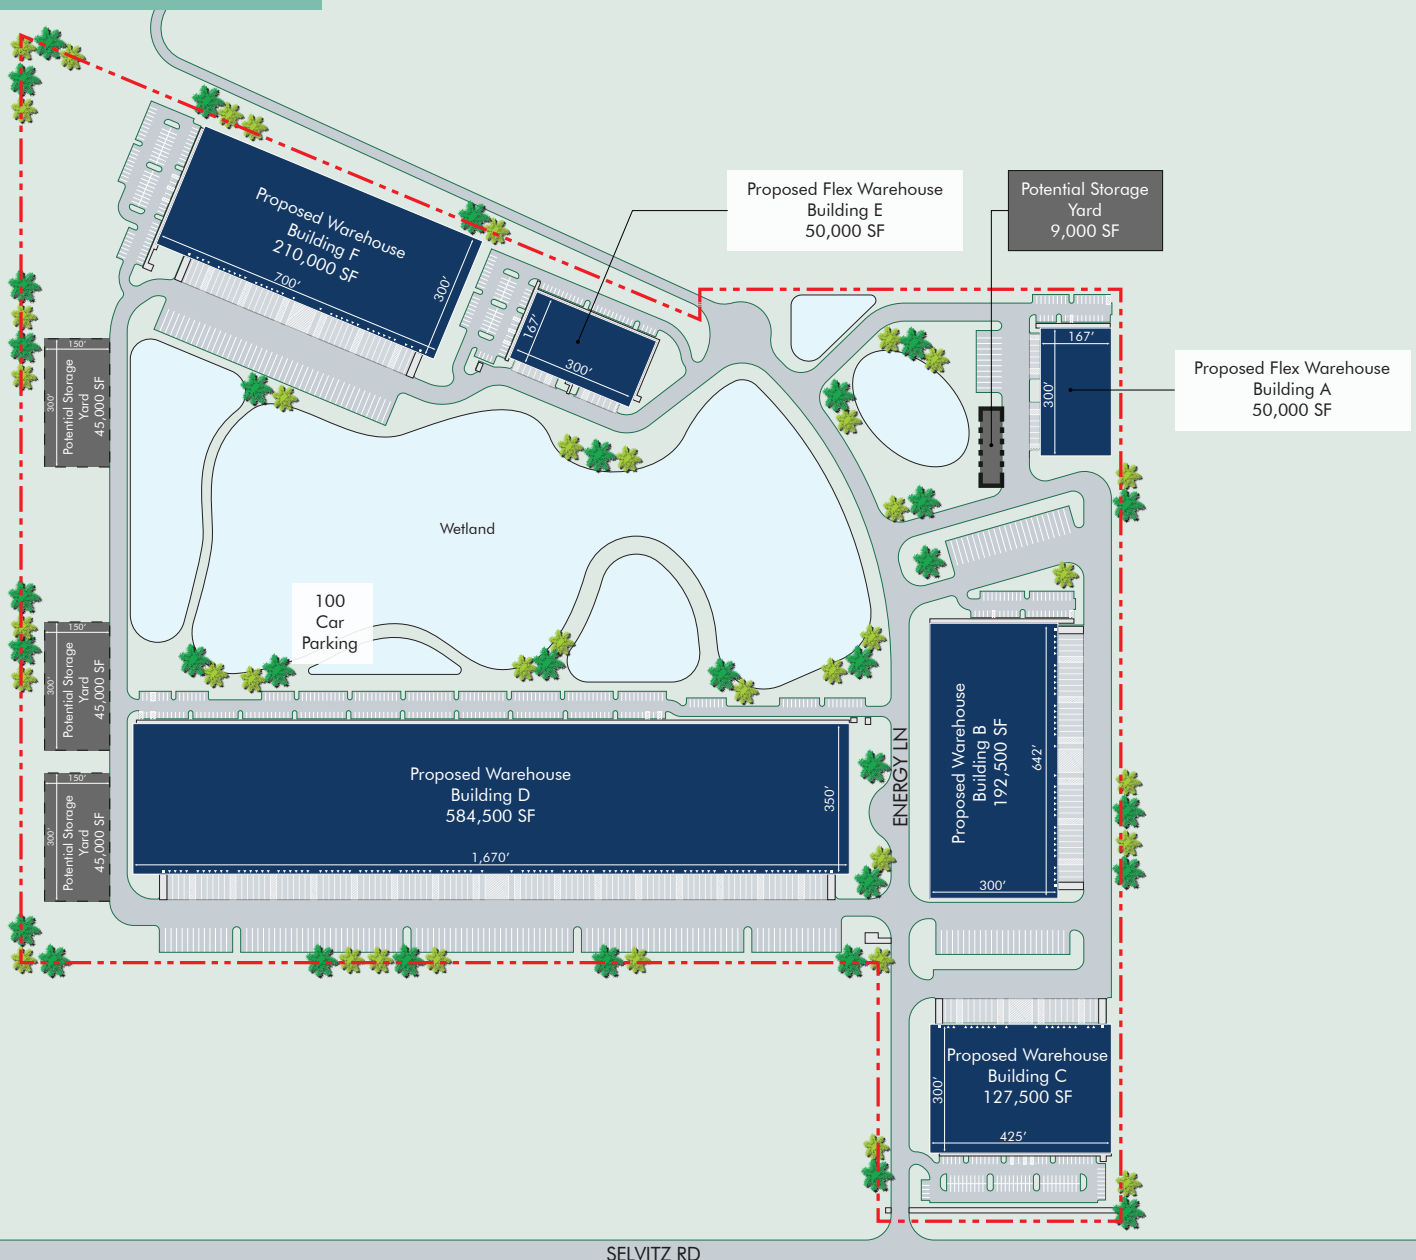 Proposed Warehouse
Building F
210,000 SF
700’
300’
Proposed Flex Warehouse
Building E
50,000 SF
167’
300’
Potential Storage
Yard
9,000 SF
167’
300’
Proposed Flex Warehouse
Building A
50,000 SF
150’
300’
Potential Storage
Yard
45,000 SF
Wetland
100
Car
Parking
150’
300’
Potential Storage
Yard
45,000 SF
150’
300’
Potential Storage
Yard
45,000 SF
Proposed Warehouse
Building D
584,500 SF
350’
1,670’
ENERGY LN
Proposed Warehouse
Building B
192,500 SF
642’
300’
Proposed Warehouse
Building C
127,500 SF
300’
425’
SELVITZ RD